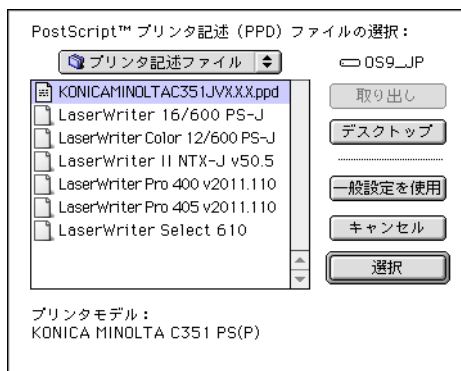 PostScript™ プリンタ記述 (PPD) ファイルの選択:
プリンタ記述ファイル
OS9_JP
KONICAMINOLTAC351JVX.X.X.ppd
LaserWriter 16/600 PS-J
LaserWriter Color 12/600 PS-J
LaserWriter II NTX-J v50.5
LaserWriter Pro 400 v2011.110
LaserWriter Pro 405 v2011.110
LaserWriter Select 610
取り出し
デスクトップ
一般設定を使用
キャンセル
選択
プリンタモデル:
KONICA MINOLTA C351 PS(P)